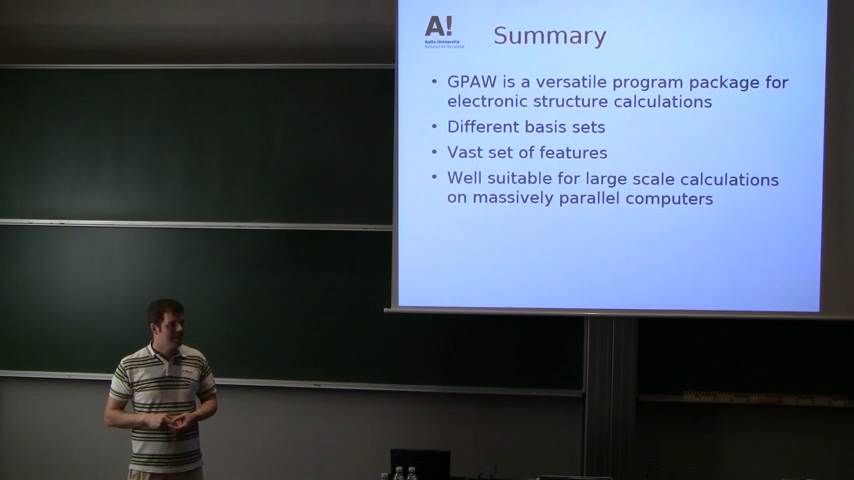 A!
Aalto University
School of Science
Summary
• GPAW is a versatile program package for
electronic structure calculations
• Different basis sets
• Vast set of features
• Well suitable for large scale calculations
on massively parallel computers